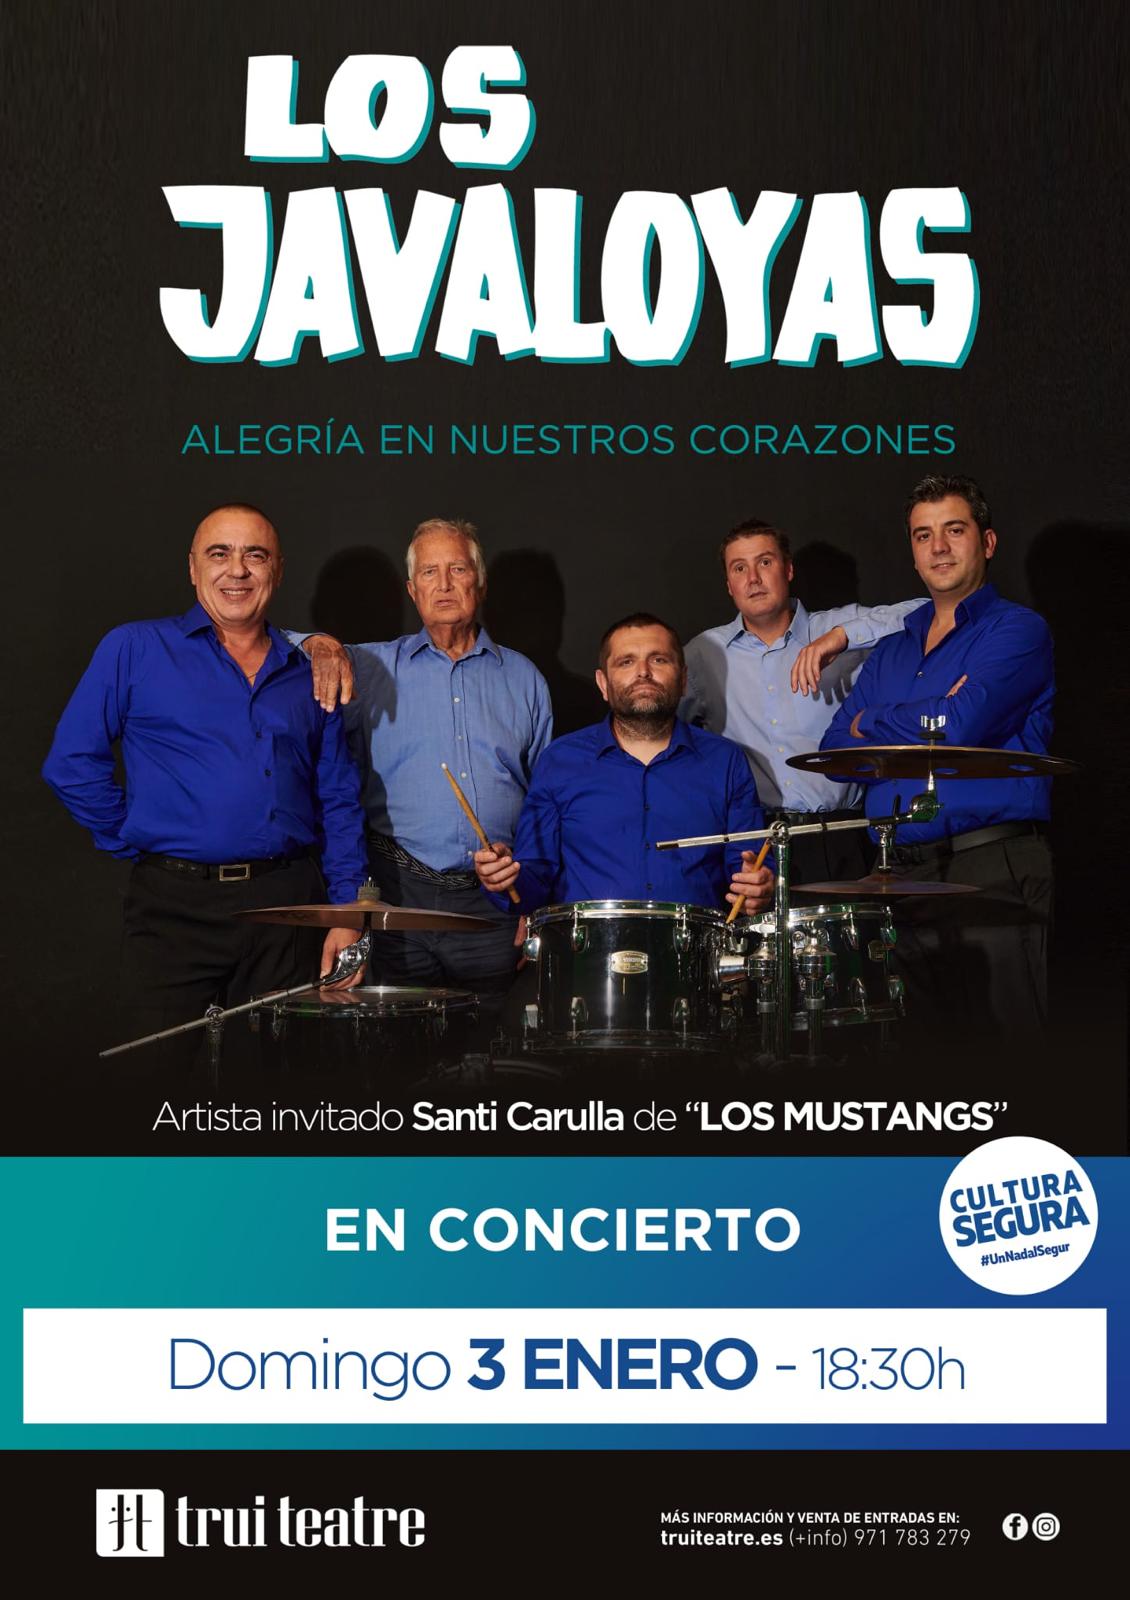 LOS
JAVALOYAS
ALEGRÍA EN NUESTROS CORAZONES
Artista invitado Santi Carulla de “LOS MUSTANGS”
EN CONCIERTO
CULTURA
SEGURA
#UnNadalSegur
Domingo 3 ENERO - 18:30h
trui teatre
MÁS INFORMACIÓN Y VENTA DE ENTRADAS EN:
truiteatre.es (+info) 971 783 279